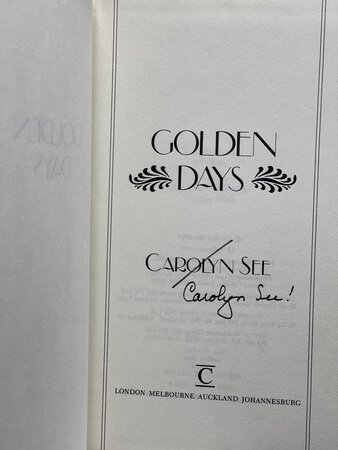 GOLDEN
DAYS
CAROLYN SEE
Carolyn See!
C
LONDON MELBOURNE AUCKLAND JOHANNESBURG